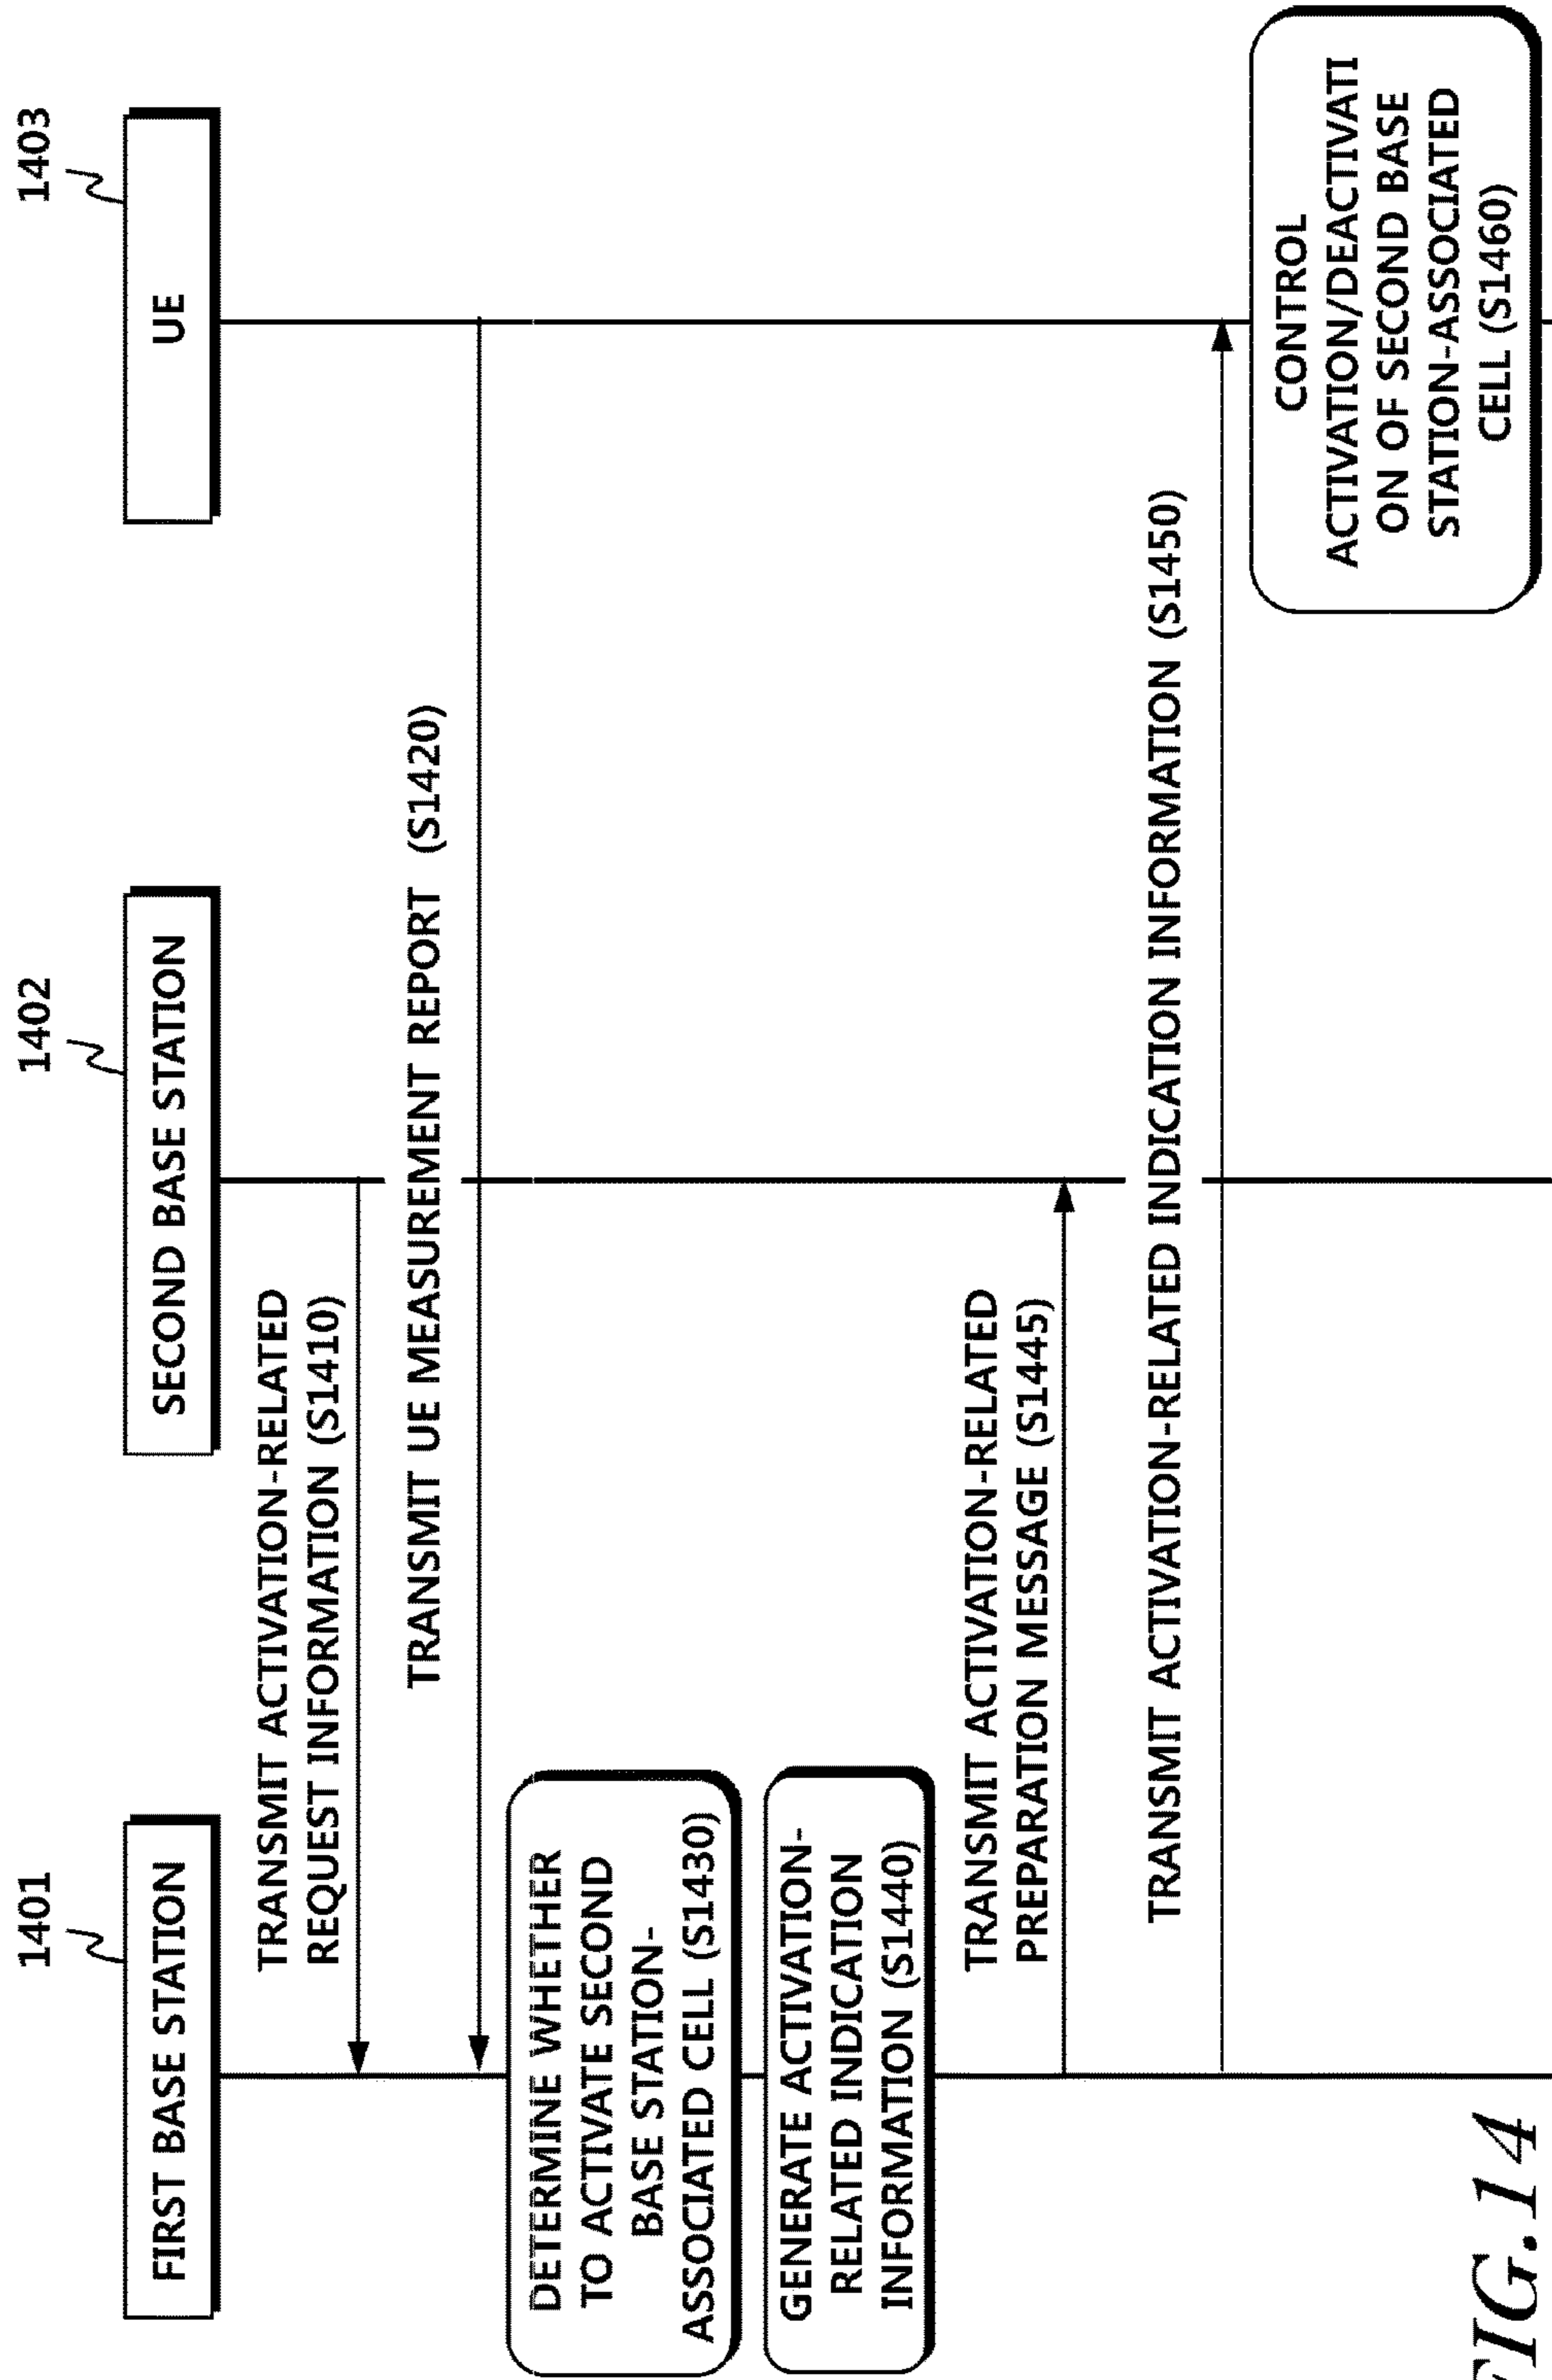 1401
1402
1403
FIRST BASE STATION
SECOND BASE STATION
UE
TRANSMIT ACTIVATION-RELATED
REQUEST INFORMATION (S1410)
TRANSMIT UE MEASUREMENT REPORT (S1420)
DETERMINE WHETHER
TO ACTIVATE SECOND
BASE STATION-
ASSOCIATED CELL (S1430)
GENERATE ACTIVATION-
RELATED INDICATION
INFORMATION (S1440)
TRANSMIT ACTIVATION-RELATED
PREPARATION MESSAGE (S1445)
TRANSMIT ACTIVATION-RELATED INDICATION INFORMATION (S1450)
CONTROL
ACTIVATION/DEACTIVATI
ON OF SECOND BASE
STATION-ASSOCIATED
CELL (S1460)
FIG.14